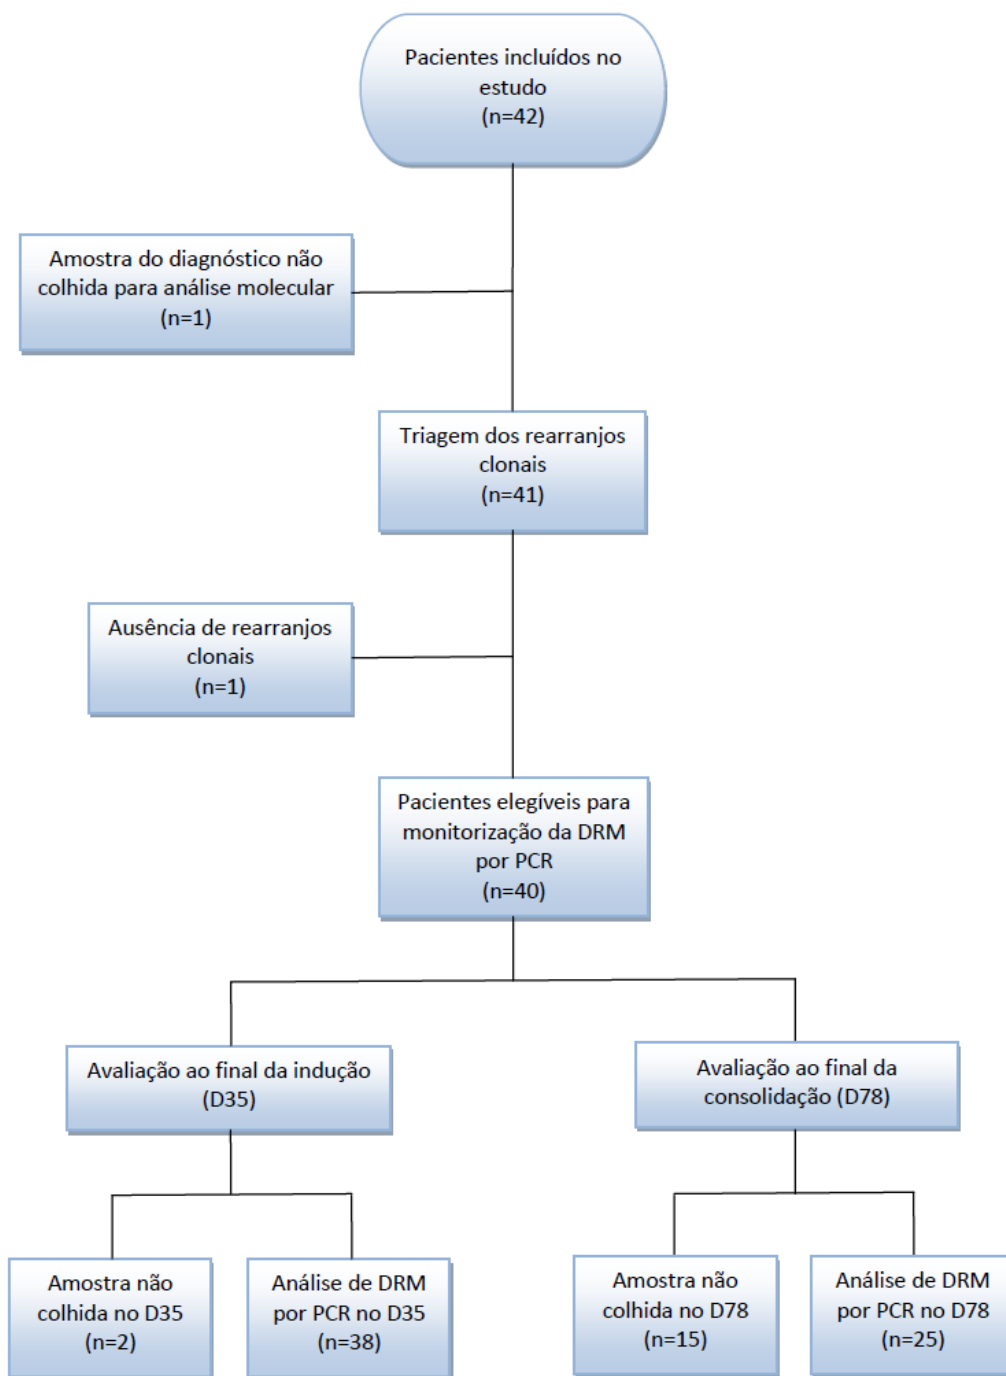 Pacientes incluídos no
estudo
(n=42)
Amostra do diagnóstico não
colhida para análise molecular
(n=1)
Triagem dos rearranjos
clonais
(n=41)
Ausência de rearranjos
clonais
(n=1)
Pacientes elegíveis para
monitorização da DRM
por PCR
(n=40)
Avaliação ao final da indução
(D35)
Avaliação ao final da
consolidação (D78)
Amostra não
colhida no D35
(n=2)
Análise de DRM
por PCR no D35
(n=38)
Amostra não
colhida no D78
(n=15)
Análise de DRM
por PCR no D78
(n=25)